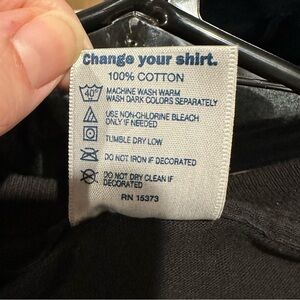 Change your shirt.
100% COTTON
40° MACHINE WASH WARM
WASH DARK COLORS SEPARATELY
USE NON-CHLORINE BLEACH
ONLY IF NEEDED
TUMBLE DRY LOW
DO NOT IRON IF DECORATED
DO NOT DRY CLEAN IF
DECORATED
RN 15373